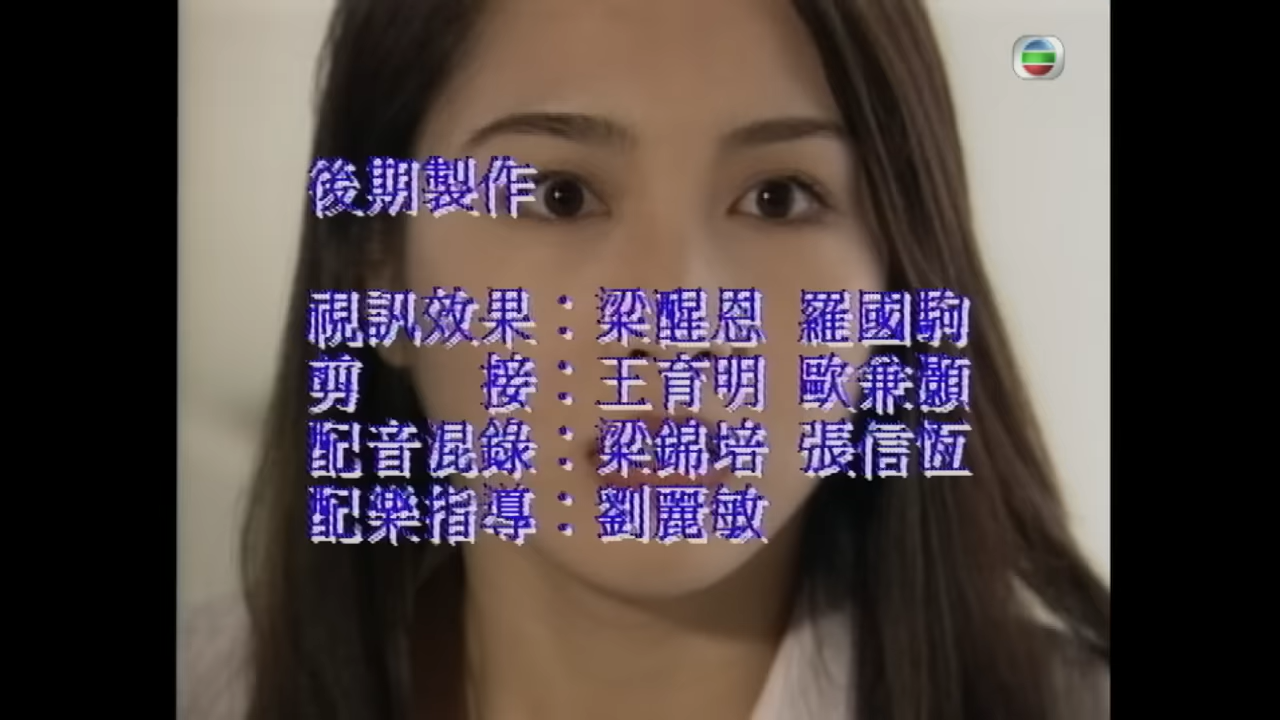 後期製作
視訊效果：梁醒恩 羅國駒
剪　　接：王育明 歐兼顥
配音混錄：梁錦培 張信恆
配樂指導：劉麗敏